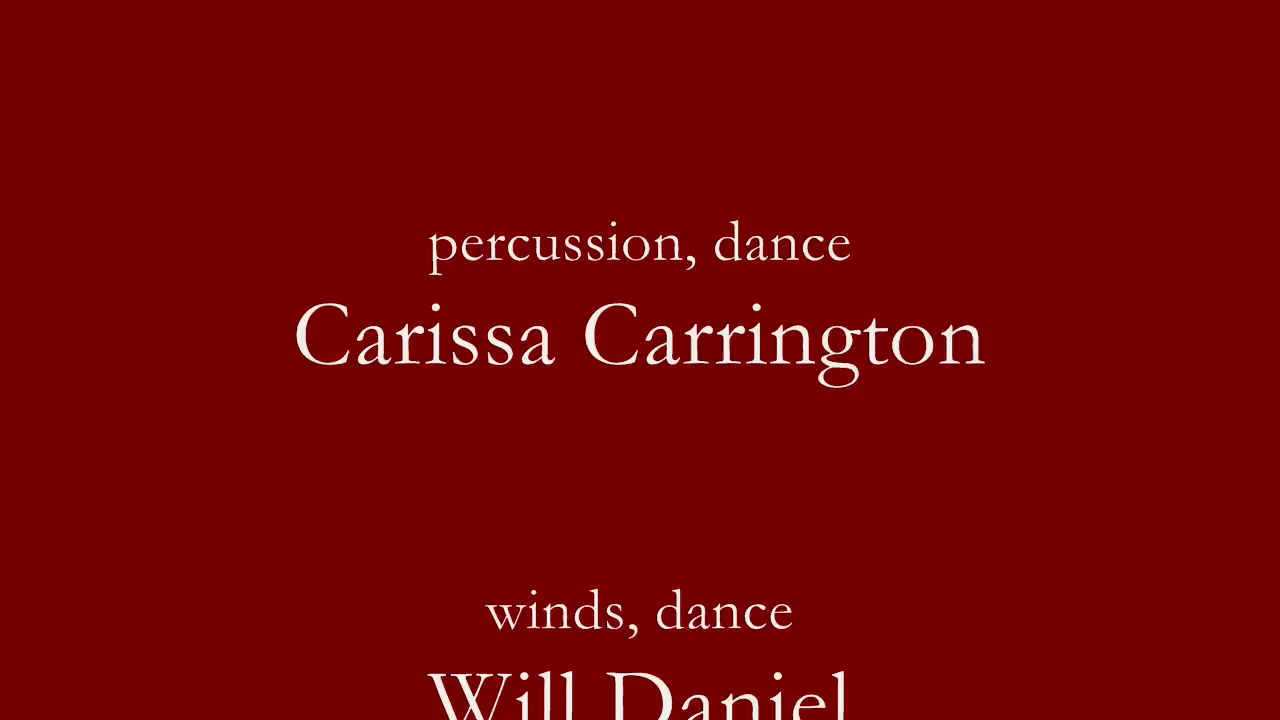 percussion, dance
Carissa Carrington
winds, dance
Will Daniel